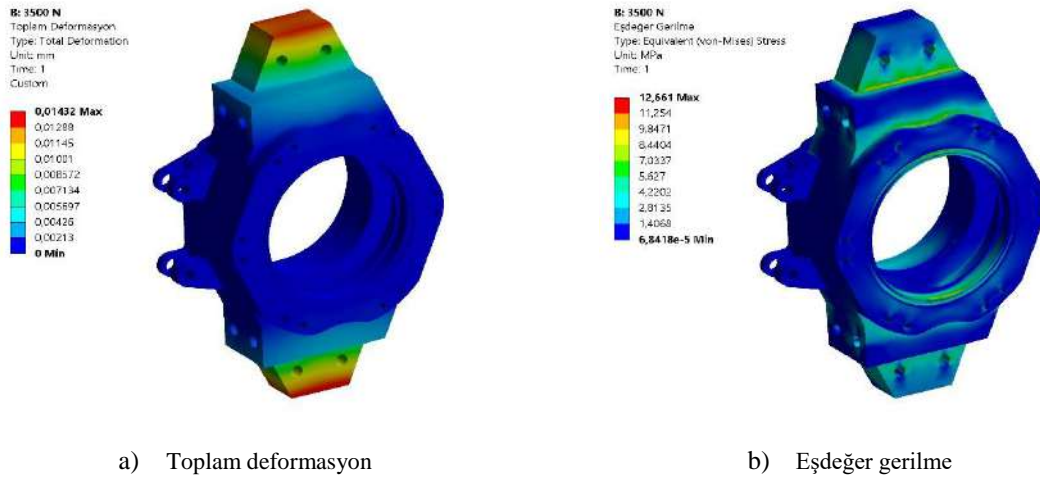 B: 3500 N
Toplam Deformasyon
Type: Total Deformation
Unit: mm
Time: 1
Custom
0,01432 Max
0,01288
0,01145
0,01001
0,008572
0,007134
0,005697
0,00426
0,00213
0 Min
B: 3500 N
Eşdeğer Gerilme
Type: Equivalent (von-Mises) Stress
Unit: MPa
Time: 1
12,661 Max
11,254
9,8471
8,4404
7,0337
5,627
4,2202
2,8135
1,4068
6,8418e-5 Min
a) Toplam deformasyon
b) Eşdeğer gerilme